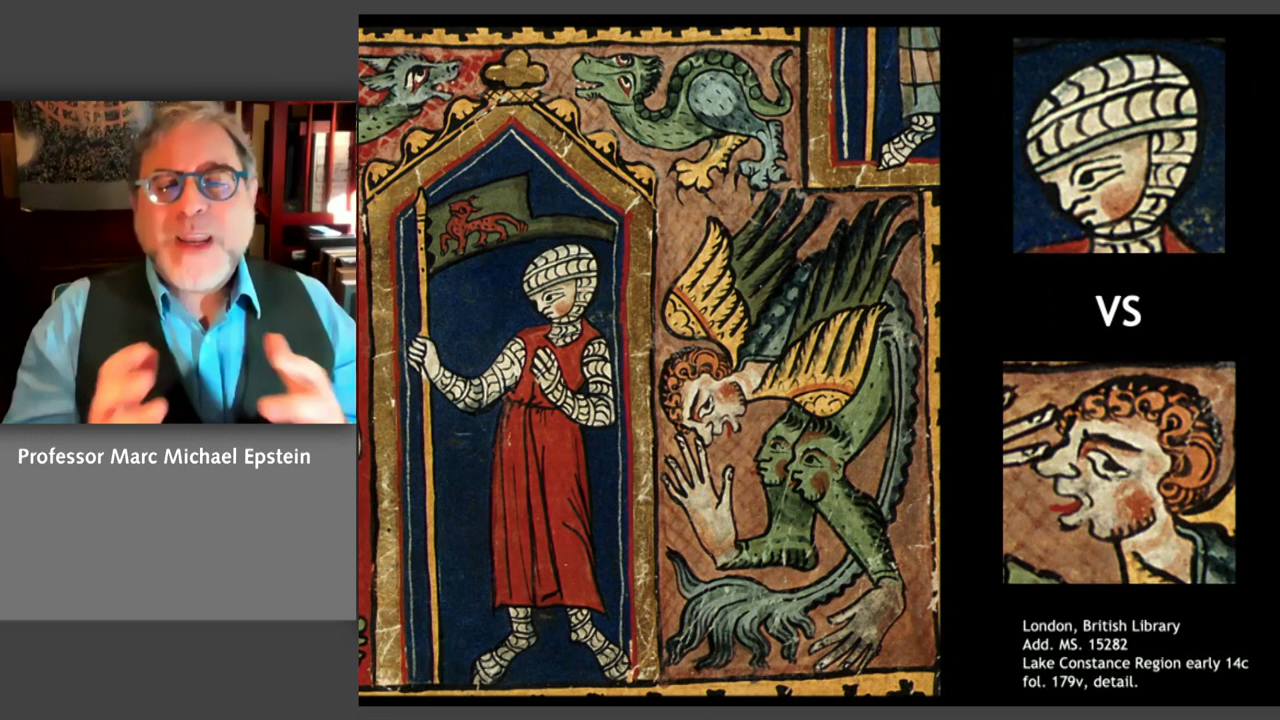 Professor Marc Michael Epstein
VS
London, British Library
Add. MS. 15282
Lake Constance Region early 14c
fol. 179v, detail.